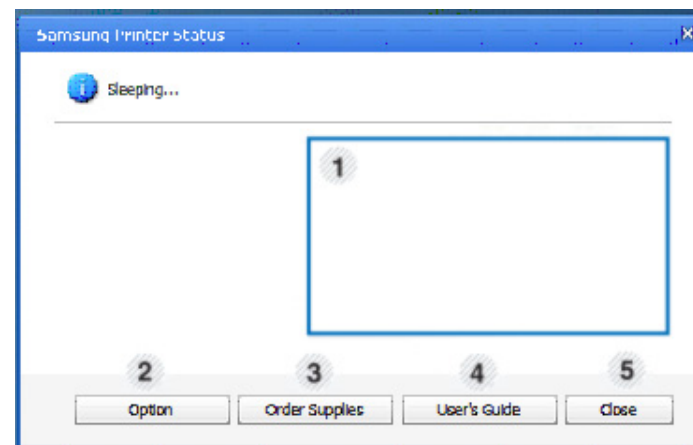 Samsung Printer Status
Sleeping...
1
2 3 4 5
Option Order Supplies User's Guide Close